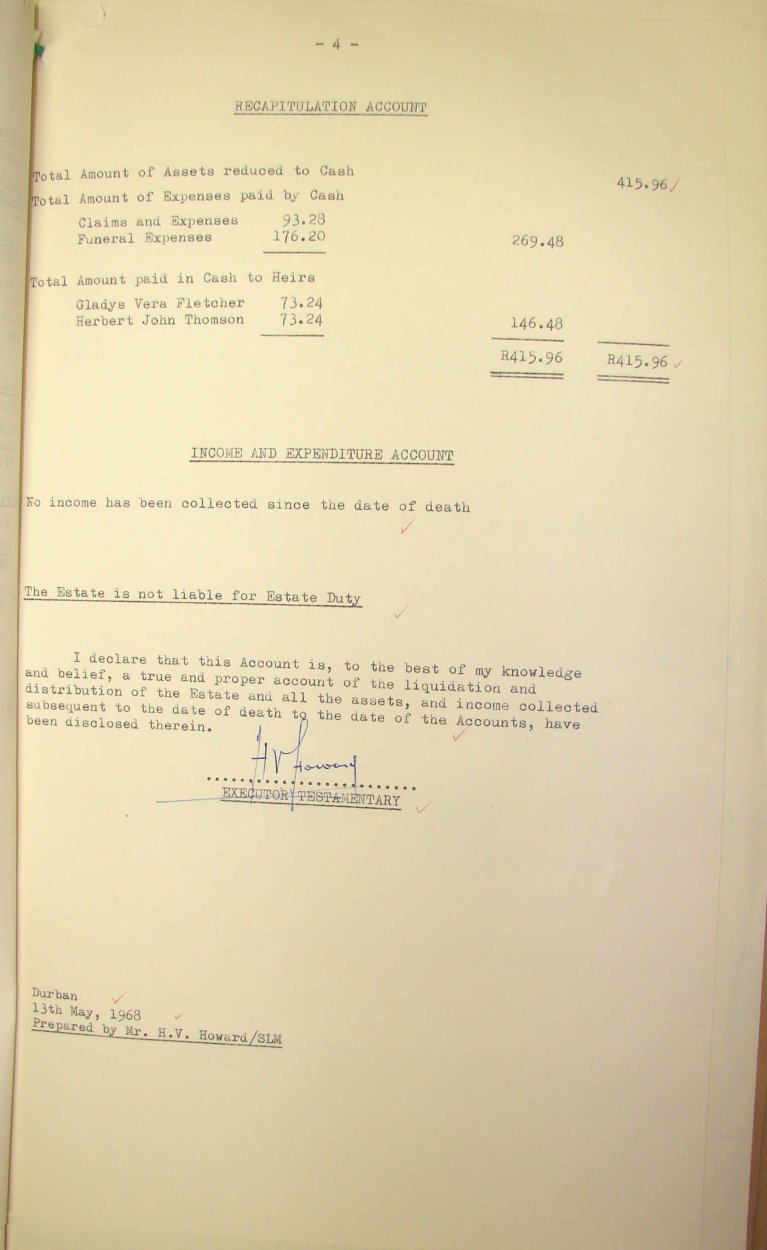 - 4 -
RECAPITULATION ACCOUNT
Total Amount of Assets reduced to Cash 415.96
Total Amount of Expenses paid by Cash
Claims and Expenses 93.28
Funeral Expenses 176.20 269.48
Total Amount paid in Cash to Heirs
Gladys Vera Fletcher 73.24
Herbert John Thomson 73.24 146.48
R415.96 R415.96
INCOME AND EXPENDITURE ACCOUNT
No income has been collected since the date of death
The Estate is not liable for Estate Duty
I declare that this Account is, to the best of my knowledge
and belief, a true and proper account of the liquidation and
distribution of the Estate and all the assets, and income collected
subsequent to the date of death to the date of the Accounts, have
been disclosed therein.
HV Howard
EXECUTOR TESTAMENTARY
Durban
13th May, 1968
Prepared by Mr. H.V. Howard/SLM